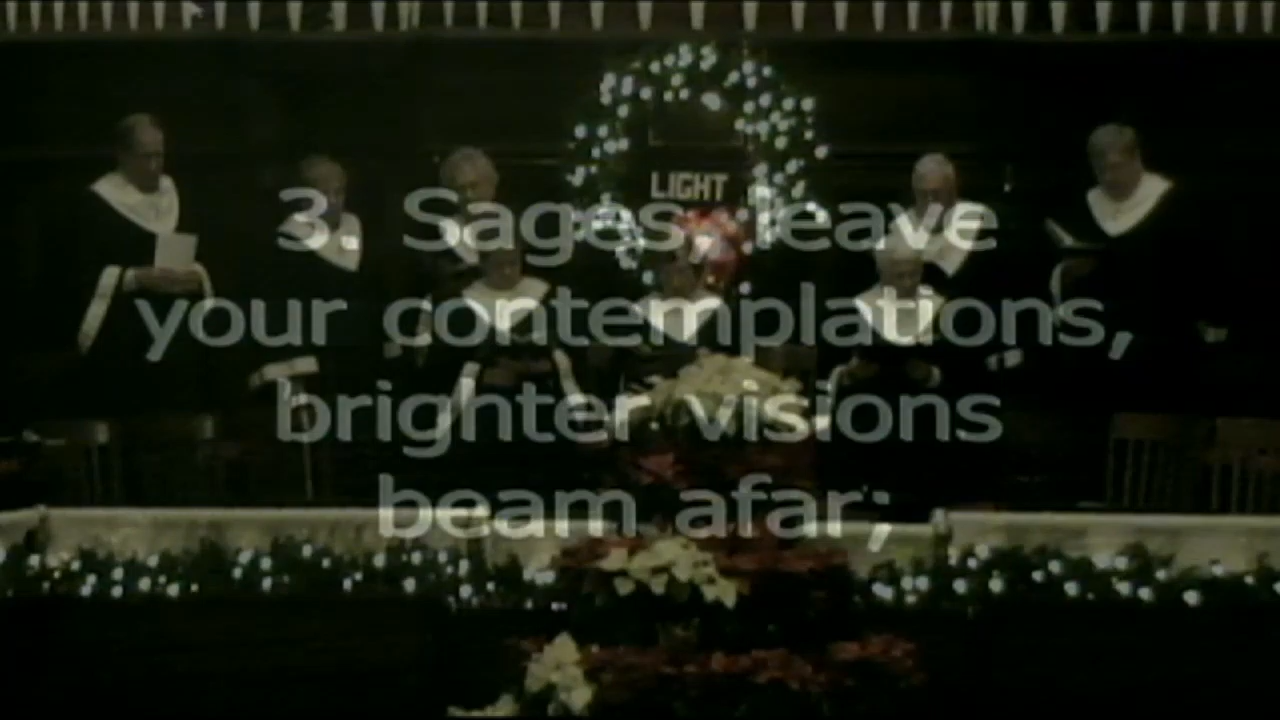 LIGHT
3. Sages, leave
your contemplations,
brighter visions
beam afar;